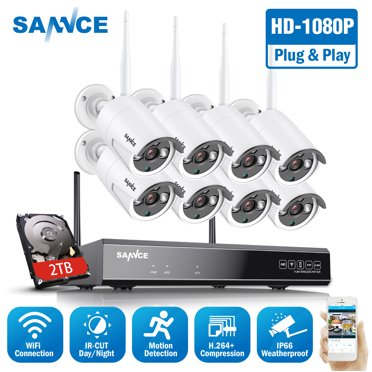 SANNCE
HD-1080P
Plug & Play
SANNCE
2TB
WiFi
Connection
IR-CUT
Day/Night
Motion
Detection
H.264+
Compression
IP66
Weatherproof